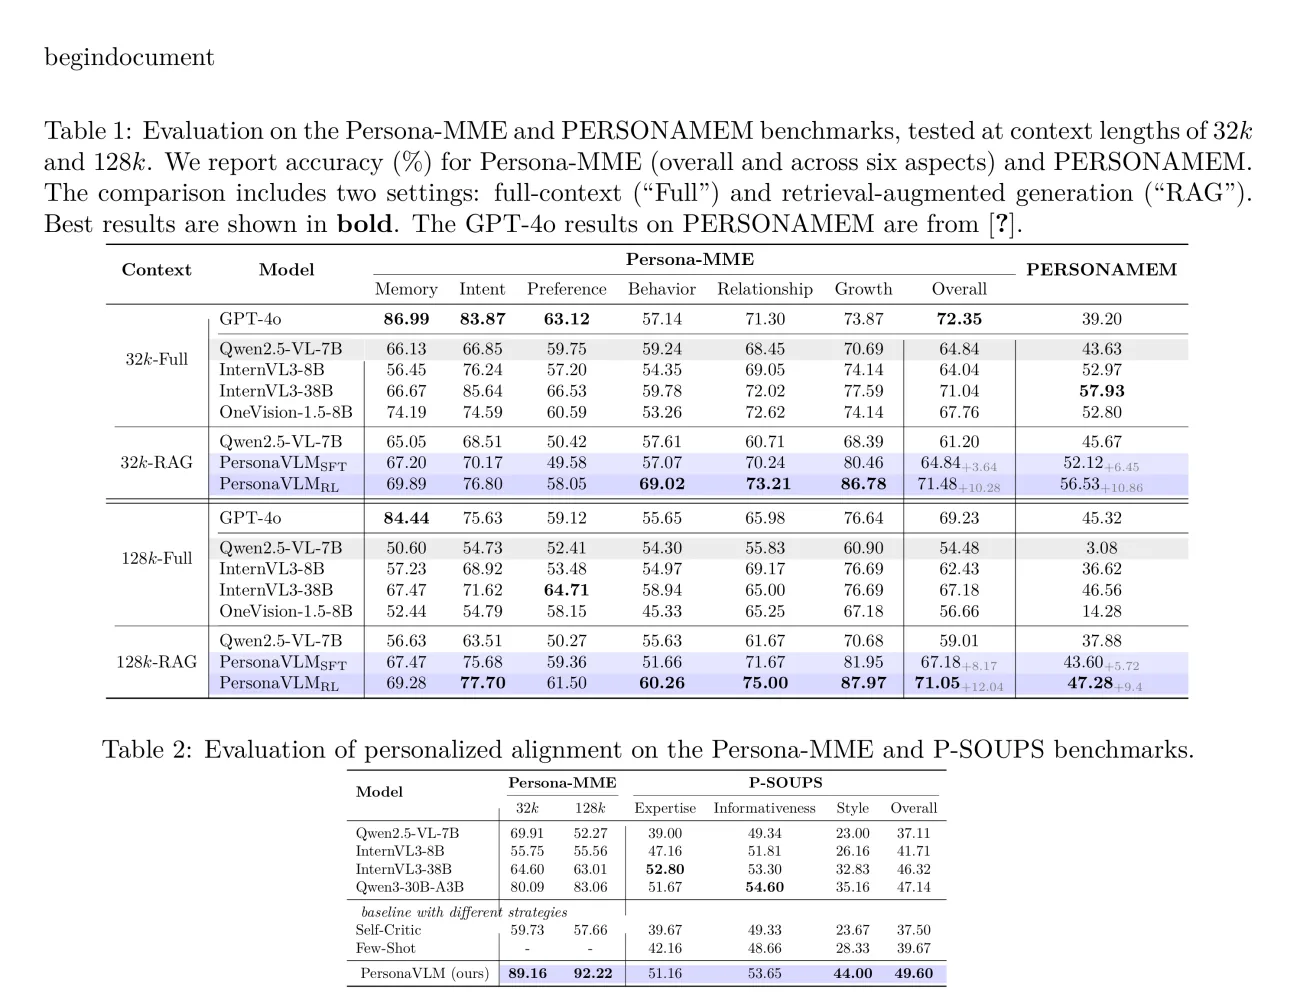 begindocument
Table 1: Evaluation on the Persona-MME and PERSONAMEM benchmarks, tested at context lengths of 32k
and 128k. We report accuracy (%) for Persona-MME (overall and across six aspects) and PERSONAMEM.
The comparison includes two settings: full-context (“Full”) and retrieval-augmented generation (“RAG”).
Best results are shown in bold. The GPT-4o results on PERSONAMEM are from [?].
Context Model Persona-MME PERSONAMEM
Memory Intent Preference Behavior Relationship Growth Overall
GPT-4o 86.99 83.87 63.12 57.14 71.30 73.87 72.35 39.20
32k-Full
Qwen2.5-VL-7B 66.13 66.85 59.75 59.24 68.45 70.69 64.84 43.63
InternVL3-8B 56.45 76.24 57.20 54.35 69.05 74.14 64.04 52.97
InternVL3-38B 66.67 85.64 66.53 59.78 72.02 77.59 71.04 57.93
OneVision-1.5-8B 74.19 74.59 60.59 53.26 72.62 74.14 67.76 52.80
Qwen2.5-VL-7B 65.05 68.51 50.42 57.61 60.71 68.39 61.20 45.67
32k-RAG PersonaVLMSFT 67.20 70.17 49.58 57.07 70.24 80.46 64.84+3.64 52.12+6.45
PersonaVLMRL 69.89 76.80 58.05 69.02 73.21 86.78 71.48+10.28 56.53+10.86
GPT-4o 84.44 75.63 59.12 55.65 65.98 76.64 69.23 45.32
128k-Full
Qwen2.5-VL-7B 50.60 54.73 52.41 54.30 55.83 60.90 54.48 3.08
InternVL3-8B 57.23 68.92 53.48 54.97 69.17 76.69 62.43 36.62
InternVL3-38B 67.47 71.62 64.71 58.94 65.00 76.69 67.18 46.56
OneVision-1.5-8B 52.44 54.79 58.15 45.33 65.25 67.18 56.66 14.28
Qwen2.5-VL-7B 56.63 63.51 50.27 55.63 61.67 70.68 59.01 37.88
128k-RAG PersonaVLMSFT 67.47 75.68 59.36 51.66 71.67 81.95 67.18+8.17 43.60+5.72
PersonaVLMRL 69.28 77.70 61.50 60.26 75.00 87.97 71.05+12.04 47.28+9.4
Table 2: Evaluation of personalized alignment on the Persona-MME and P-SOUPS benchmarks.
Model Persona-MME P-SOUPS
32k 128k Expertise Informativeness Style Overall
Qwen2.5-VL-7B 69.91 52.27 39.00 49.34 23.00 37.11
InternVL3-8B 55.75 55.56 47.16 51.81 26.16 41.71
InternVL3-38B 64.60 63.01 52.80 53.30 32.83 46.32
Qwen3-30B-A3B 80.09 83.06 51.67 54.60 35.16 47.14
baseline with different strategies
Self-Critic 59.73 57.66 39.67 49.33 23.67 37.50
Few-Shot - - 42.16 48.66 28.33 39.67
PersonaVLM (ours) 89.16 92.22 51.16 53.65 44.00 49.60